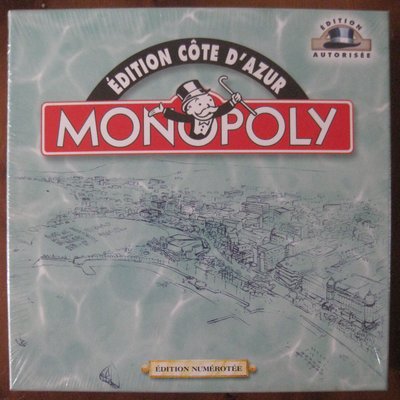 ÉDITION
AUTORISÉE
ÉDITION CÔTE D'AZUR
MONOPOLY
ÉDITION NUMÉROTÉE